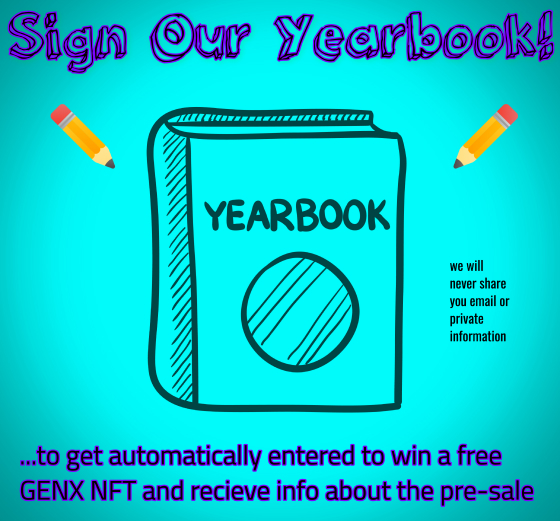 Sign Our Yearbook!
YEARBOOK
we will
never share
you email or
private
information
...to get automatically entered to win a free
GENX NFT and recieve info about the pre-sale